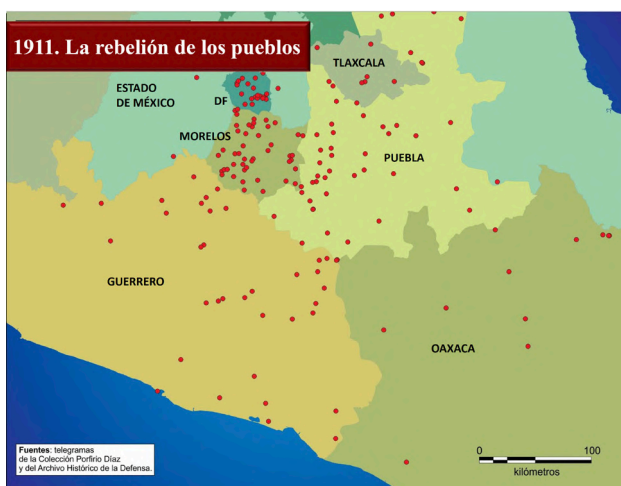 1911. La rebelión de los pueblos
TLAXCALA
ESTADO
DE MÉXICO
DF
MORELOS
PUEBLA
GUERRERO
OAXACA
Fuentes: telegramas
de la Colección Porfirio Díaz
y del Archivo Histórico de la Defensa.
0 100
kilómetros